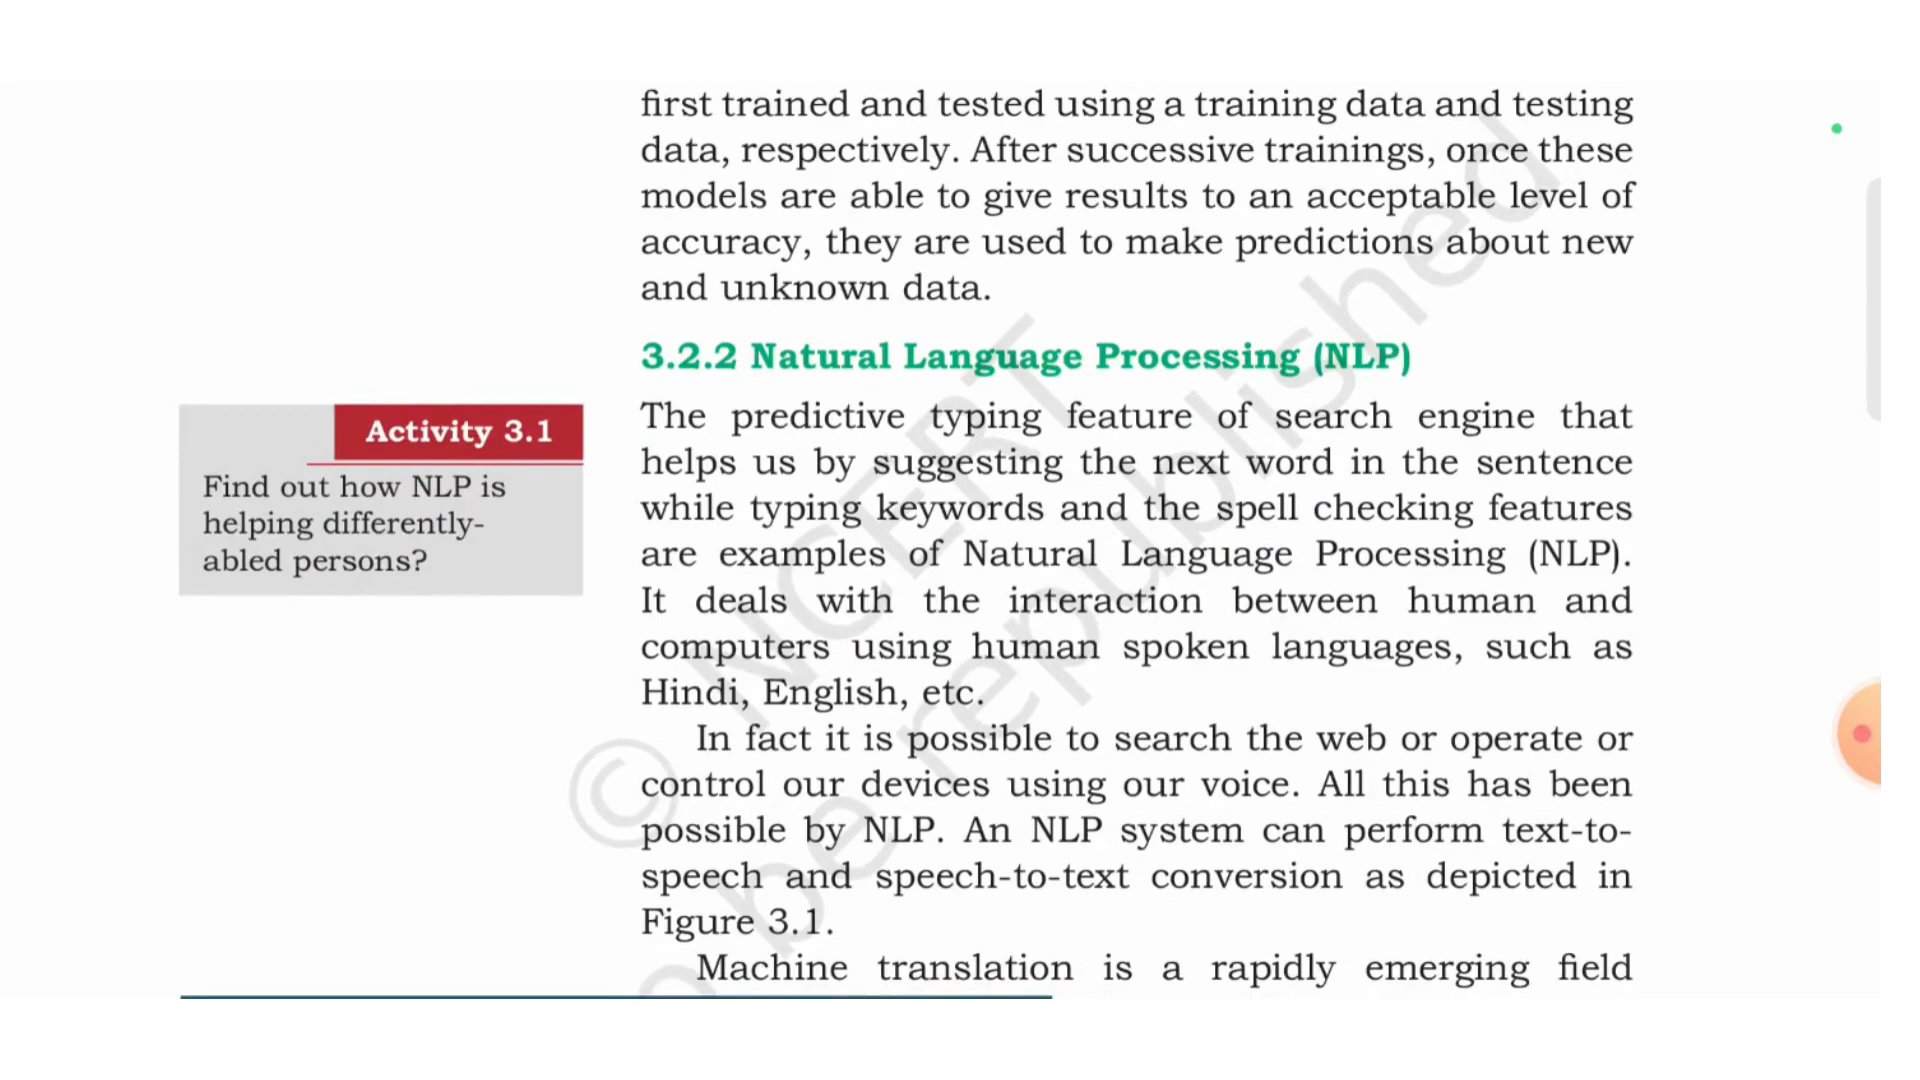 first trained and tested using a training data and testing
data, respectively. After successive trainings, once these
models are able to give results to an acceptable level of
accuracy, they are used to make predictions about new
and unknown data.
3.2.2 Natural Language Processing (NLP)
Activity 3.1
Find out how NLP is
helping differently-
abled persons?
The predictive typing feature of search engine that
helps us by suggesting the next word in the sentence
while typing keywords and the spell checking features
are examples of Natural Language Processing (NLP).
It deals with the interaction between human and
computers using human spoken languages, such as
Hindi, English, etc.
In fact it is possible to search the web or operate or
control our devices using our voice. All this has been
possible by NLP. An NLP system can perform text-to-
speech and speech-to-text conversion as depicted in
Figure 3.1.
Machine translation is a rapidly emerging field
© NCERT
be republished